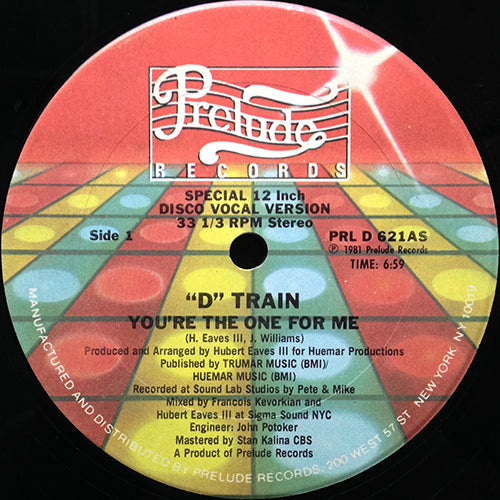 Prelude
RECORDS
SPECIAL 12 Inch
DISCO VOCAL VERSION
33 1/3 RPM Stereo
Side 1
PRL D 621AS
Ⓟ 1981 Prelude Records
TIME: 6:59
"D" TRAIN
YOU'RE THE ONE FOR ME
(H. Eaves III, J. Williams)
Produced and Arranged by Hubert Eaves III for Huemar Productions
Published by TRUMAR MUSIC (BMI)/
HUEMAR MUSIC (BMI)
Recorded at Sound Lab Studios by Pete & Mike
Mixed by Francois Kevorkian and
Hubert Eaves III at Sigma Sound NYC
Engineer: John Potoker
Mastered by Stan Kalina CBS
A Product of Prelude Records
MANUFACTURED AND DISTRIBUTED BY PRELUDE RECORDS, 200 WEST 57 ST NEW YORK, NY 10019